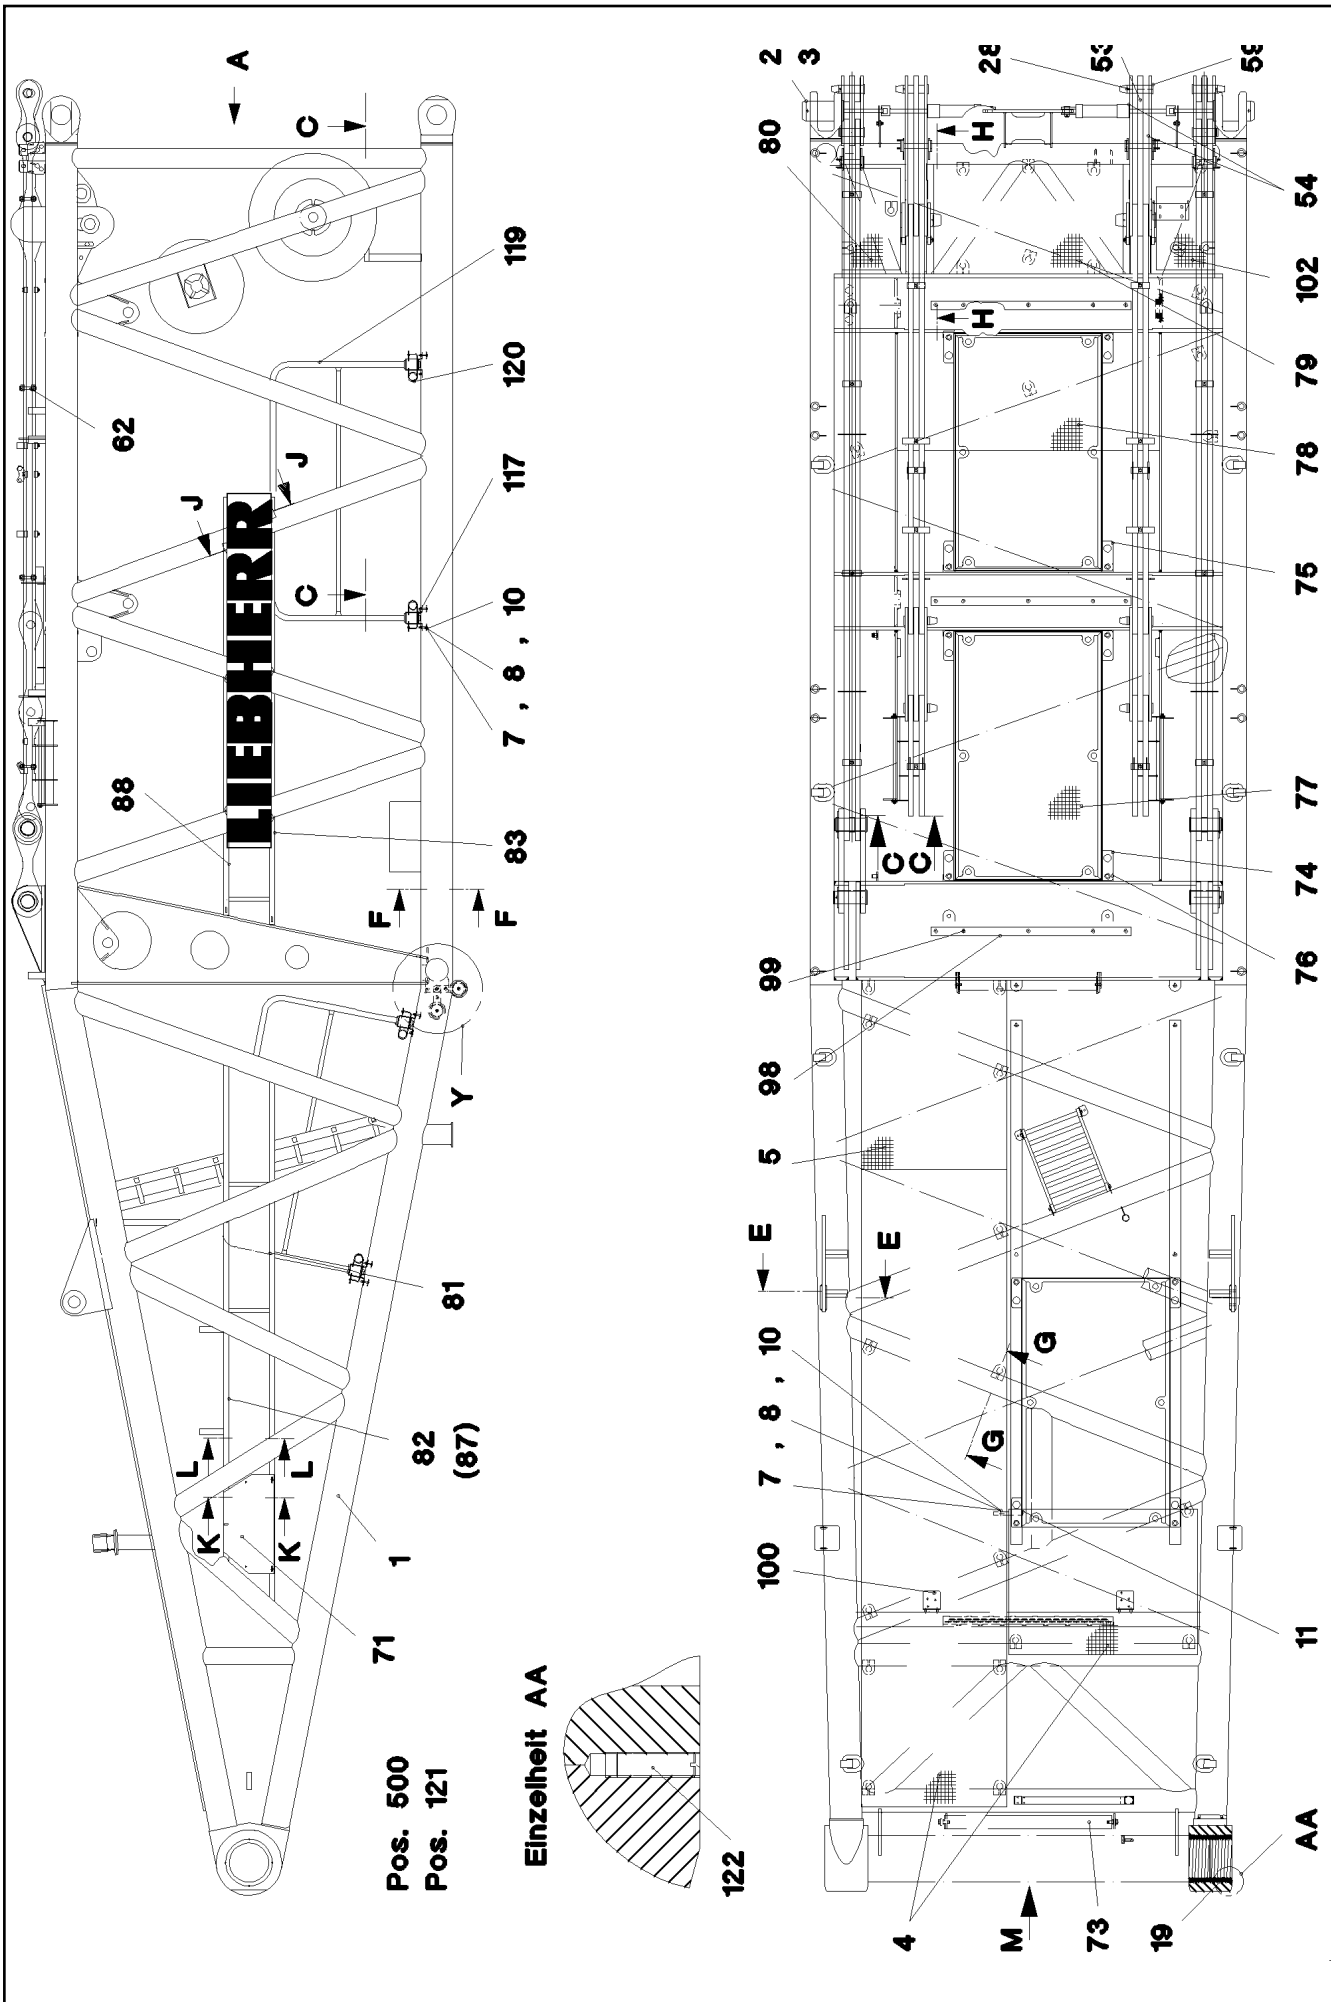 A
C
119
120
62
J
J
117
C
7 , 8 , 10
88
LIEBHERR
83
F
F
Y
81
82
(87)
L
L
K
K
1
71
Pos. 500
Pos. 121
Einzelheit AA
122
2
3
28
53
59
80
H
54
102
H
79
78
75
77
C
C
74
99
76
98
5
E
E
7 , 8 , 10
G
G
100
11
4
M
73
19
AA